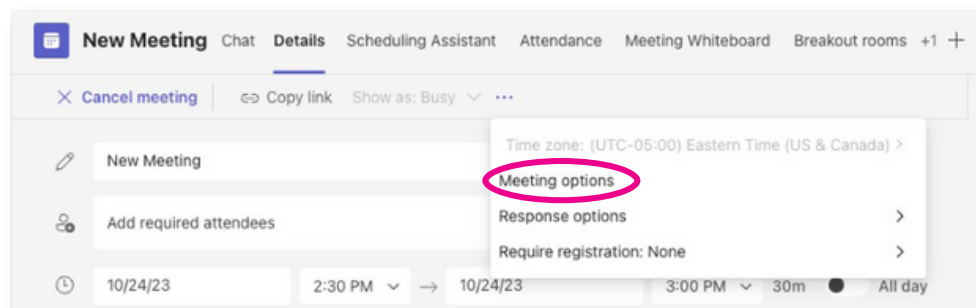 New Meeting Chat Details Scheduling Assistant Attendance Meeting Whiteboard Breakout rooms +1
Cancel meeting Copy link Show as: Busy ...
Time zone: (UTC-05:00) Eastern Time (US & Canada)
New Meeting
Meeting options
Add required attendees
Response options
Require registration: None
10/24/23 2:30 PM → 10/24/23 3:00 PM 30m All day